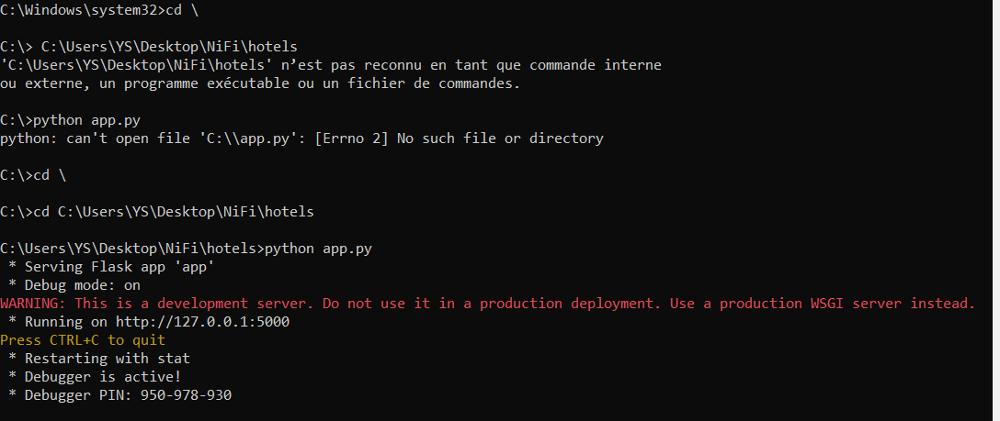 C:\Windows\system32>cd \
C:\> C:\Users\YS\Desktop\NiFi\hotels
'C:\Users\YS\Desktop\NiFi\hotels' n’est pas reconnu en tant que commande interne
ou externe, un programme exécutable ou un fichier de commandes.
C:\>python app.py
python: can't open file 'C:\\app.py': [Errno 2] No such file or directory
C:\>cd \
C:\>cd C:\Users\YS\Desktop\NiFi\hotels
C:\Users\YS\Desktop\NiFi\hotels>python app.py
 * Serving Flask app 'app'
 * Debug mode: on
WARNING: This is a development server. Do not use it in a production deployment. Use a production WSGI server instead.
 * Running on http://127.0.0.1:5000
Press CTRL+C to quit
 * Restarting with stat
 * Debugger is active!
 * Debugger PIN: 950-978-930